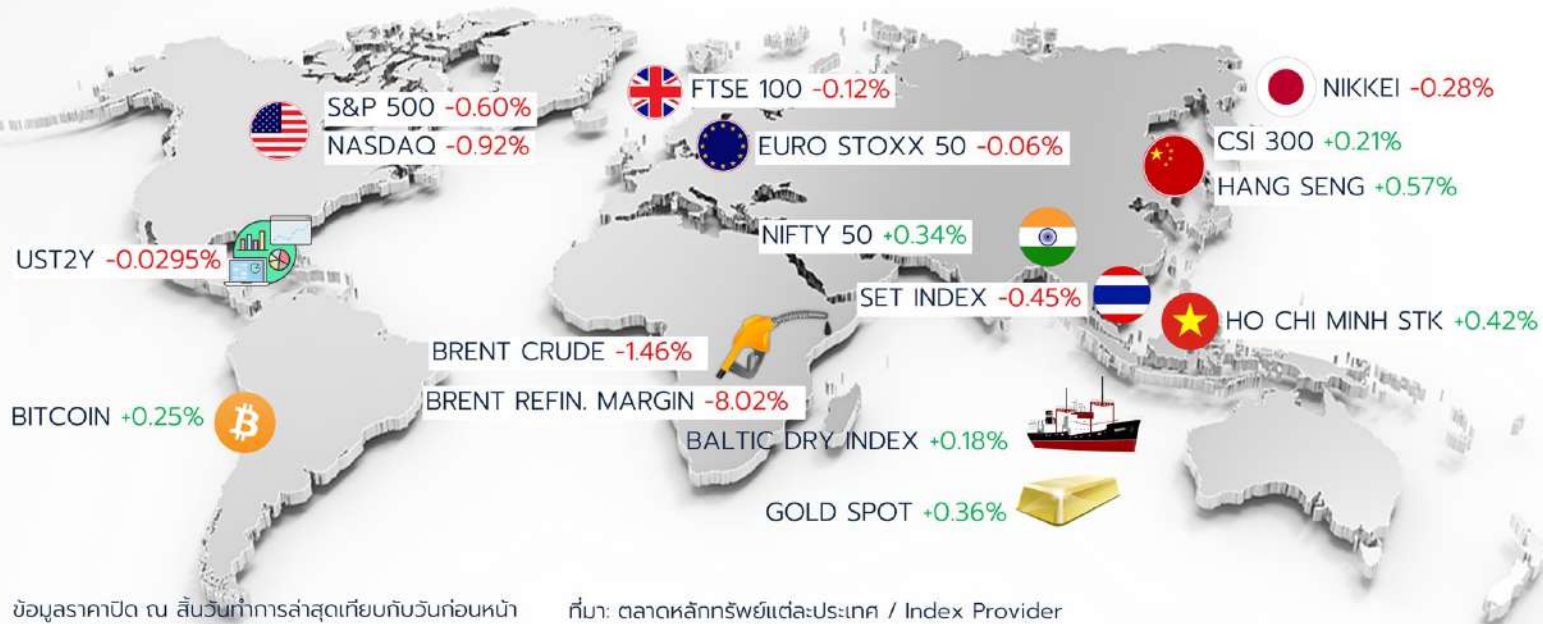 S&P 500 -0.60%
NASDAQ -0.92%
FTSE 100 -0.12%
EURO STOXX 50 -0.06%
NIKKEI -0.28%
CSI 300 +0.21%
HANG SENG +0.57%
UST2Y -0.0295%
NIFTY 50 +0.34%
SET INDEX -0.45%
HO CHI MINH STK +0.42%
BRENT CRUDE -1.46%
BRENT REFIN. MARGIN -8.02%
BITCOIN +0.25%
BALTIC DRY INDEX +0.18%
GOLD SPOT +0.36%
ข้อมูลราคาปิด ณ สิ้นวันทำการล่าสุดเทียบกับวันก่อนหน้า
ที่มา: ตลาดหลักทรัพย์แต่ละประเทศ / Index Provider